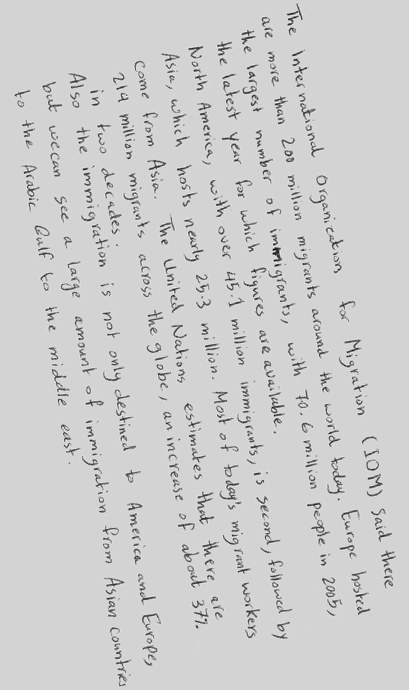 The International Organization for Migration (IOM) said there
are more than 200 million migrants around the world today. Europe hosted
the largest number of immigrants, with 70.6 million people in 2005,
the latest year for which figures are available.
North America, with over 45.1 million immigrants, is second, followed by
Asia, which hosts nearly 25.3 million. Most of today's migrant workers
come from Asia. The United Nations estimates that there are
214 million migrants across the globe, an increase of about 37%
in two decades.
Also the immigration is not only destined to America and Europe,
but wecan see a large amount of immigration from Asian countries
to the Arabic Gulf to the middle east.